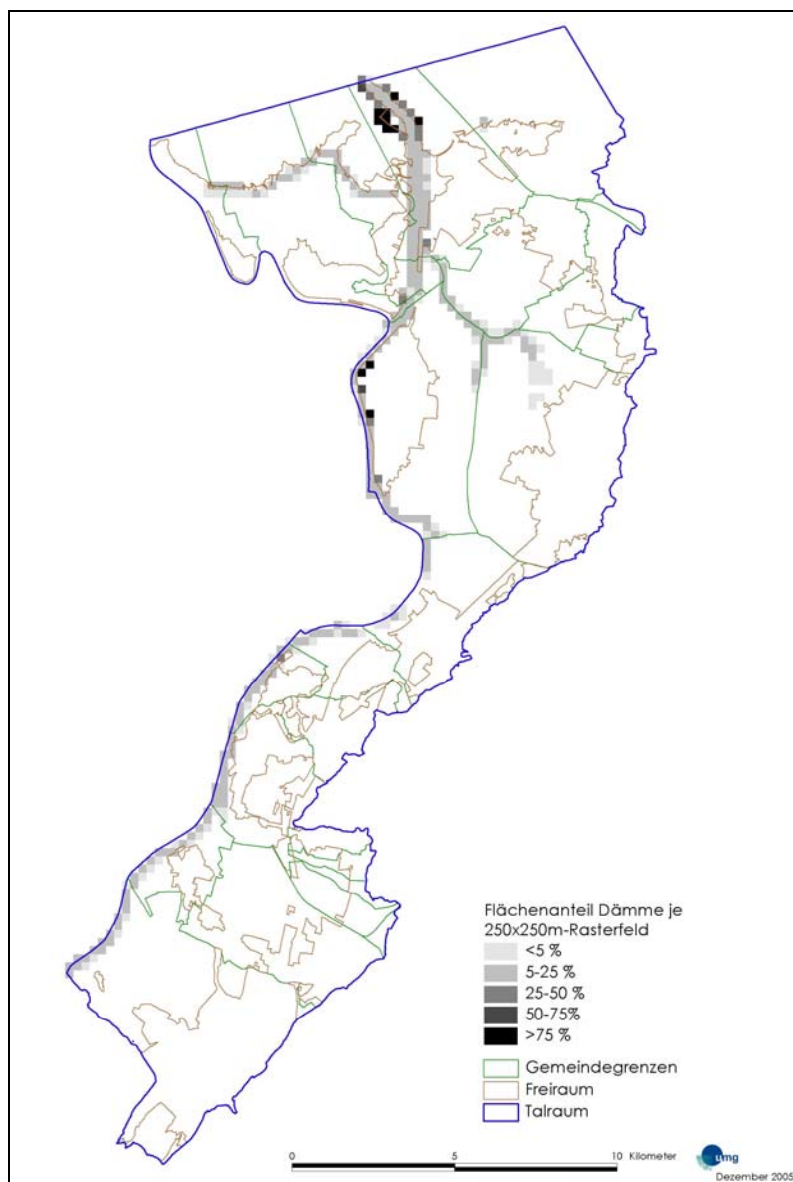 Flächenanteil Dämme je
250x250m-Rasterfeld
<5 %
5-25 %
25-50 %
50-75%
>75 %
Gemeindegrenzen
Freiraum
Talraum
0 5 Kilometer 10
umg
Dezember 2005